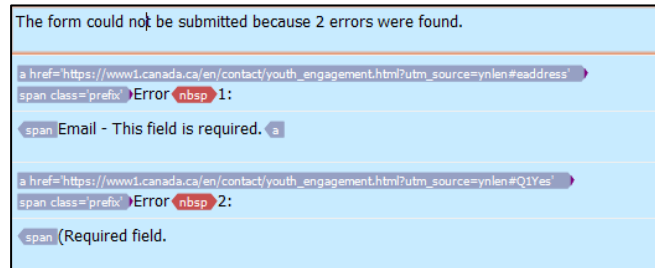 The form could not be submitted because 2 errors were found.
a href='https://www1.canada.ca/en/contact/youth_engagement.html?utm_source=ynlen#eaddress'
span class='prefix' Error nbsp 1:
span Email - This field is required. a
a href='https://www1.canada.ca/en/contact/youth_engagement.html?utm_source=ynlen#Q1Yes'
span class='prefix' Error nbsp 2:
span (Required field.